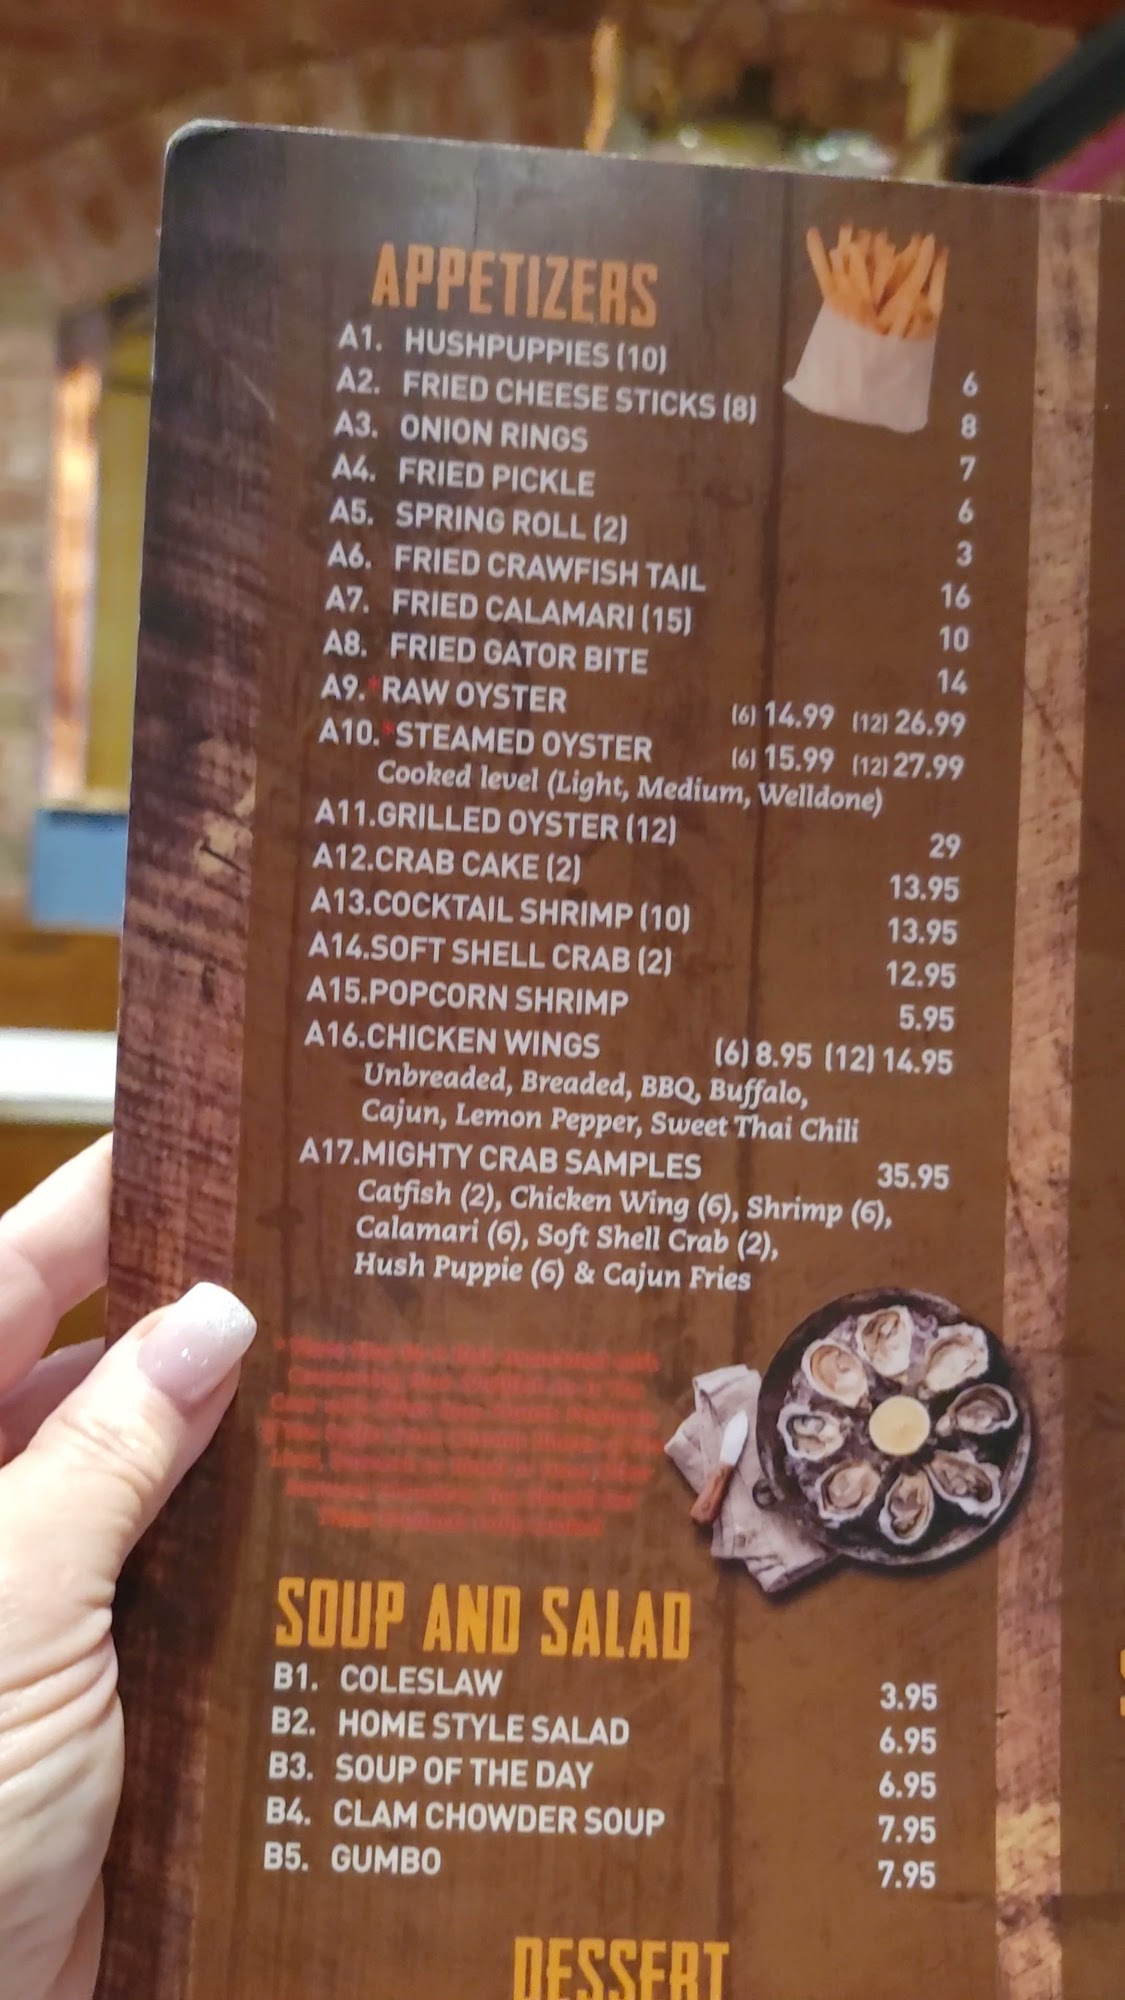 APPETIZERS
A1. HUSHPUPPIES (10) 6
A2. FRIED CHEESE STICKS (8) 8
A3. ONION RINGS 7
A4. FRIED PICKLE 6
A5. SPRING ROLL (2) 3
A6. FRIED CRAWFISH TAIL 16
A7. FRIED CALAMARI (15) 10
A8. FRIED GATOR BITE 14
A9.*RAW OYSTER (6) 14.99 (12) 26.99
A10.*STEAMED OYSTER (6) 15.99 (12) 27.99
Cooked level (Light, Medium, Welldone)
A11.GRILLED OYSTER (12) 29
A12.CRAB CAKE (2) 13.95
A13.COCKTAIL SHRIMP (10) 13.95
A14.SOFT SHELL CRAB (2) 12.95
A15.POPCORN SHRIMP 5.95
A16.CHICKEN WINGS (6) 8.95 (12) 14.95
Unbreaded, Breaded, BBQ, Buffalo,
Cajun, Lemon Pepper, Sweet Thai Chili
A17.MIGHTY CRAB SAMPLES 35.95
Catfish (2), Chicken Wing (6), Shrimp (6),
Calamari (6), Soft Shell Crab (2),
Hush Puppie (6) & Cajun Fries
SOUP AND SALAD
B1. COLESLAW 3.95
B2. HOME STYLE SALAD 6.95
B3. SOUP OF THE DAY 6.95
B4. CLAM CHOWDER SOUP 7.95
B5. GUMBO 7.95
DESSERT